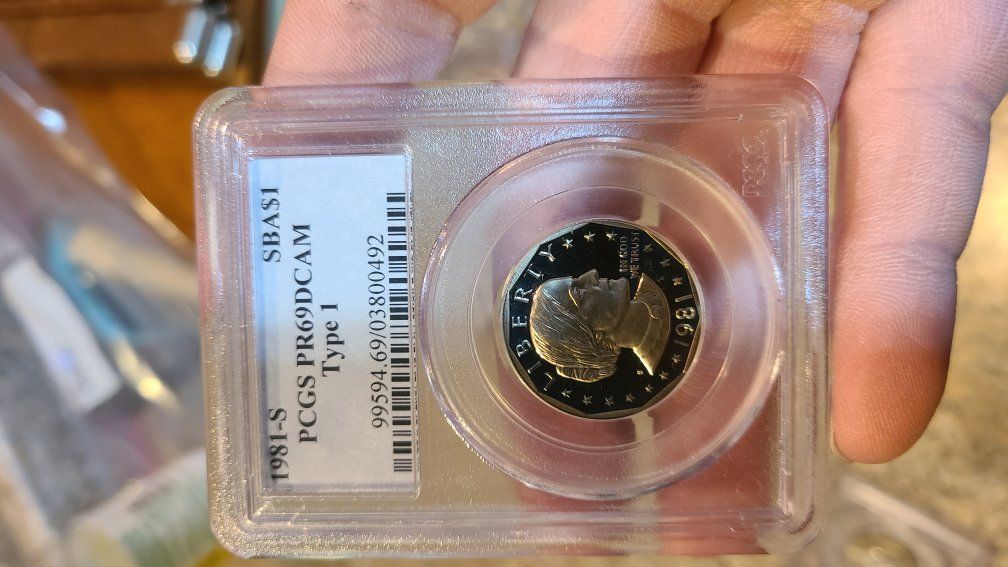 1981-S SBA$1
PCGS PR69DCAM
Type 1
99594.69/03800492
LIBERTY
IN GOD
WE TRUST
1981
PCGS